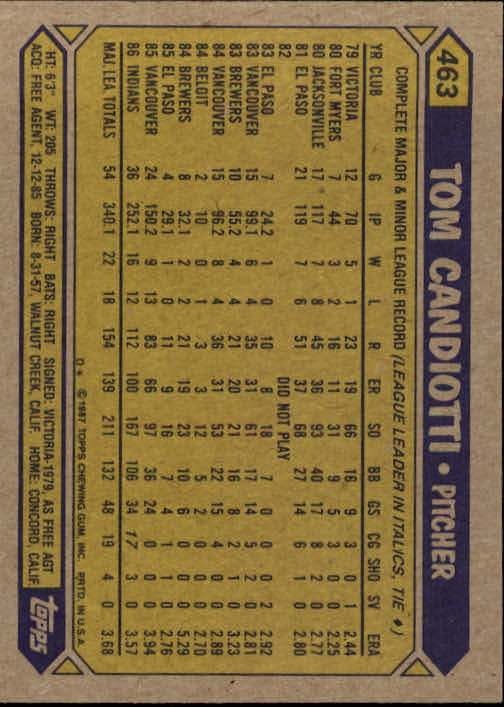 463 TOM CANDIOTTI • PITCHER
COMPLETE MAJOR & MINOR LEAGUE RECORD (LEAGUE LEADER IN ITALICS, TIE ♦)
YR CLUB G IP W L R ER SO BB GS CG SHO SV ERA
79 VICTORIA 12 70 5 1 23 19 66 16 9 3 0 1 2.44
80 FORT MYERS 7 44 3 2 16 11 31 9 5 3 0 0 2.25
80 JACKSONVILLE 17 117 7 8 45 36 93 40 17 8 2 0 2.77
81 EL PASO 21 119 7 6 51 37 68 27 14 6 1 0 2.80
82 DID NOT PLAY
83 EL PASO 7 24.2 1 0 10 8 18 7 0 0 0 2 2.92
83 VANCOUVER 15 99.1 6 4 35 31 61 17 14 5 2 0 2.81
83 BREWERS 10 55.2 4 4 21 20 21 16 8 2 1 0 3.23
84 VANCOUVER 15 96.2 8 4 36 31 53 22 15 4 0 0 2.89
84 BELOIT 2 10 0 1 3 3 12 5 2 0 0 0 2.70
84 BREWERS 8 32.1 2 2 21 19 23 10 6 0 0 0 5.29
85 EL PASO 4 29.1 1 0 11 9 16 7 4 1 1 0 2.76
85 VANCOUVER 24 150.2 9 13 83 66 97 36 24 0 0 0 3.94
86 INDIANS 36 252.1 16 12 112 100 167 106 34 17 3 0 3.57
MAJ LEA TOTALS 54 340.1 22 18 154 139 211 132 48 19 4 0 3.68
D* © 1987 TOPPS CHEWING GUM, INC. PRTD. IN U.S.A.
HT: 6'3" WT: 205 THROWS: RIGHT BATS: RIGHT SIGNED: VICTORIA-1979, AS FREE AGT
ACQ: FREE AGENT, 12-12-85 BORN: 8-31-57, WALNUT CREEK, CALIF. HOME: CONCORD, CALIF.
TOPPS